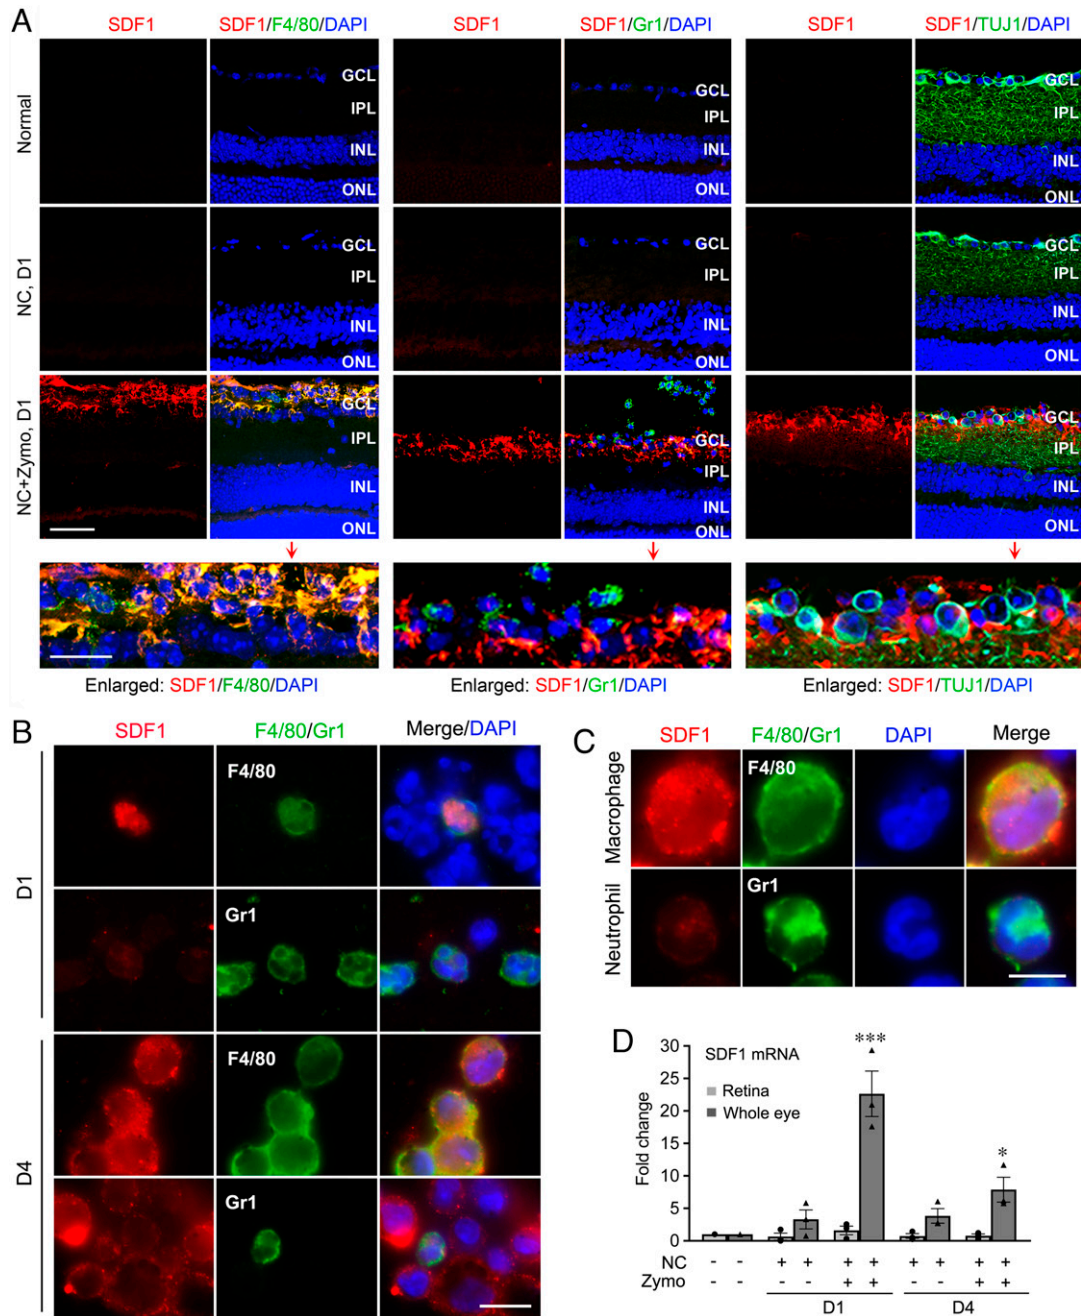 A
SDF1 SDF1/F4/80/DAPI SDF1 SDF1/Gr1/DAPI SDF1 SDF1/TUJ1/DAPI
Normal
GCL GCL GCL
IPL IPL IPL
INL INL INL
ONL ONL ONL
NC, D1
GCL GCL GCL
IPL IPL IPL
INL INL INL
ONL ONL ONL
NC+Zymo, D1
GCL GCL GCL
IPL IPL IPL
INL INL INL
ONL ONL ONL
Enlarged: SDF1/F4/80/DAPI Enlarged: SDF1/Gr1/DAPI Enlarged: SDF1/TUJ1/DAPI
B
SDF1 F4/80/Gr1 Merge/DAPI
D1
F4/80
Gr1
D4
F4/80
Gr1
C
SDF1 F4/80/Gr1 DAPI Merge
Macrophage
F4/80
Neutrophil
Gr1
D
SDF1 mRNA
Retina
Whole eye
Fold change
30
25
20
15
10
5
0
***
*
- - + + + + + + + + NC
- - - - + + - - + + Zymo
D1 D4